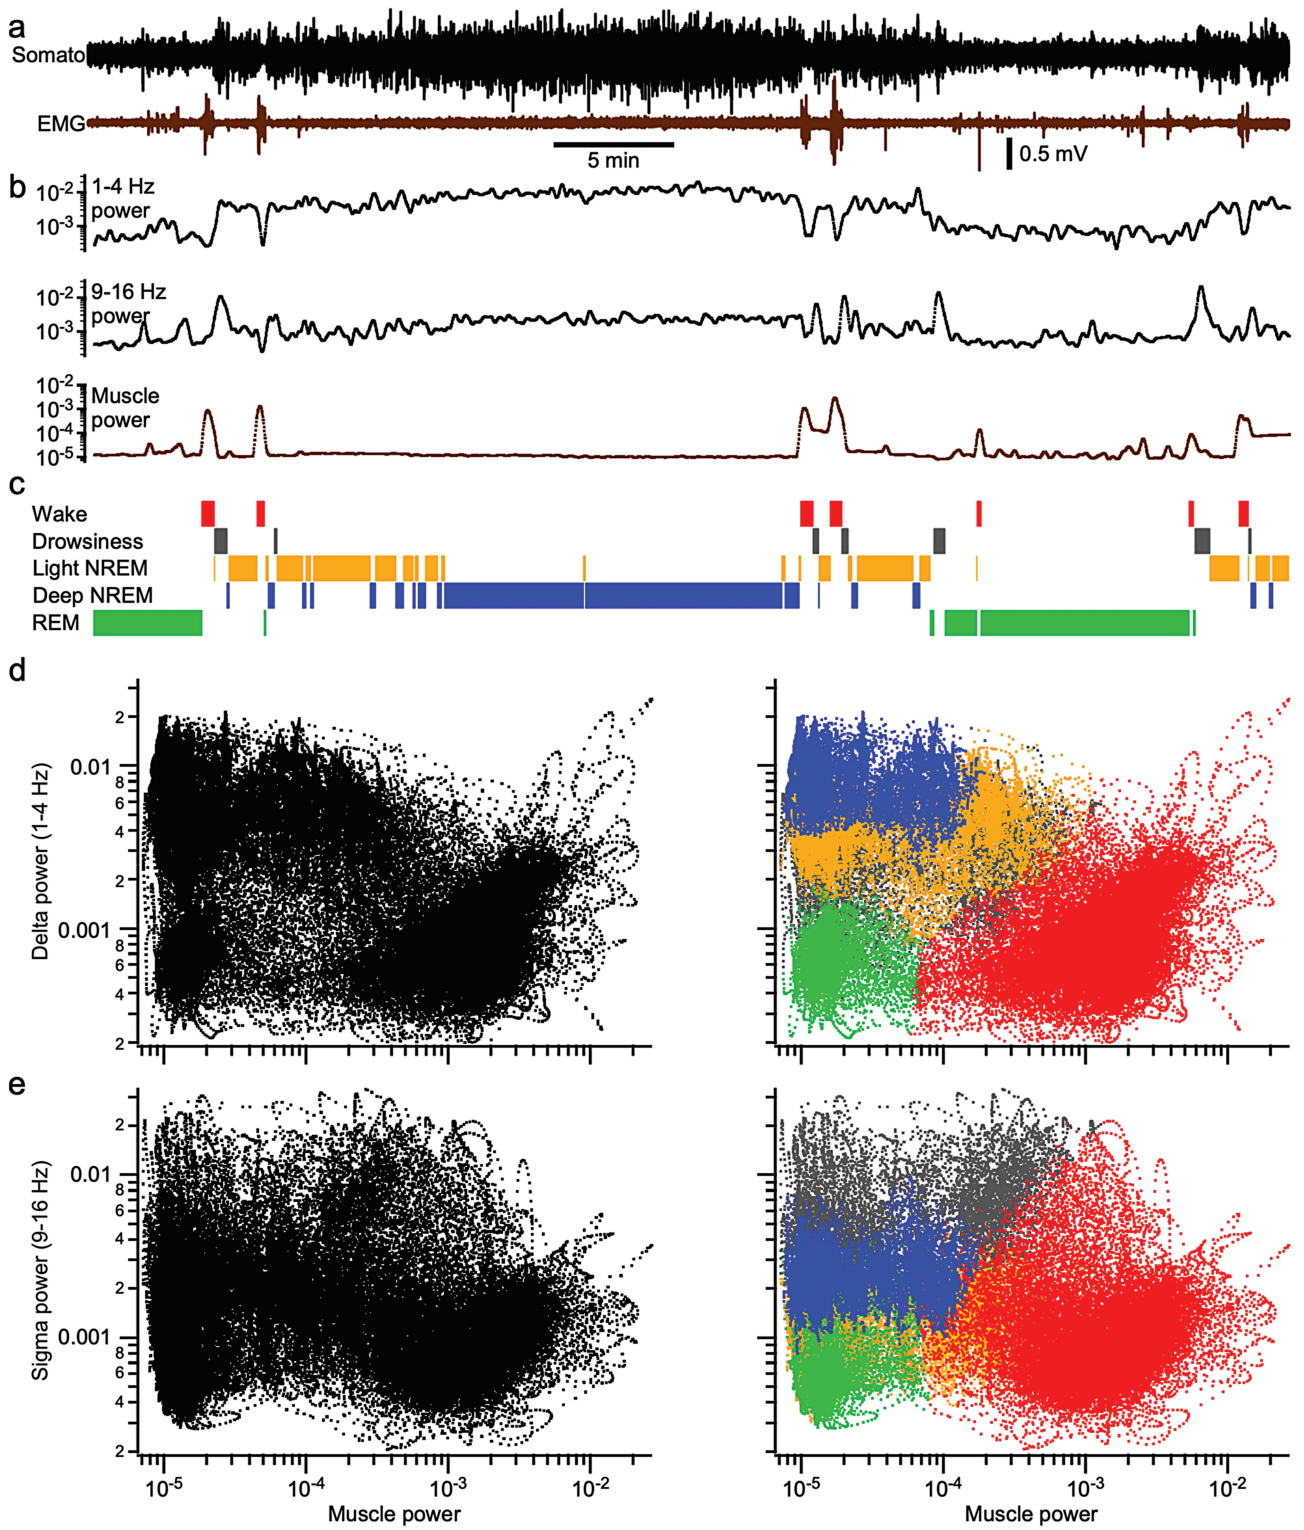 a
Somato
EMG
5 min
0.5 mV
b
10-2
1-4 Hz
power
10-3
10-2
9-16 Hz
power
10-3
10-2
Muscle
10-3
power
10-4
10-5
c
Wake
Drowsiness
Light NREM
Deep NREM
REM
d
Delta power (1-4 Hz)
2
0.01
8
6
4
2
0.001
8
6
4
2
e
Sigma power (9-16 Hz)
2
0.01
8
6
4
2
0.001
8
6
4
2
10-5 10-4 10-3 10-2
Muscle power
10-5 10-4 10-3 10-2
Muscle power